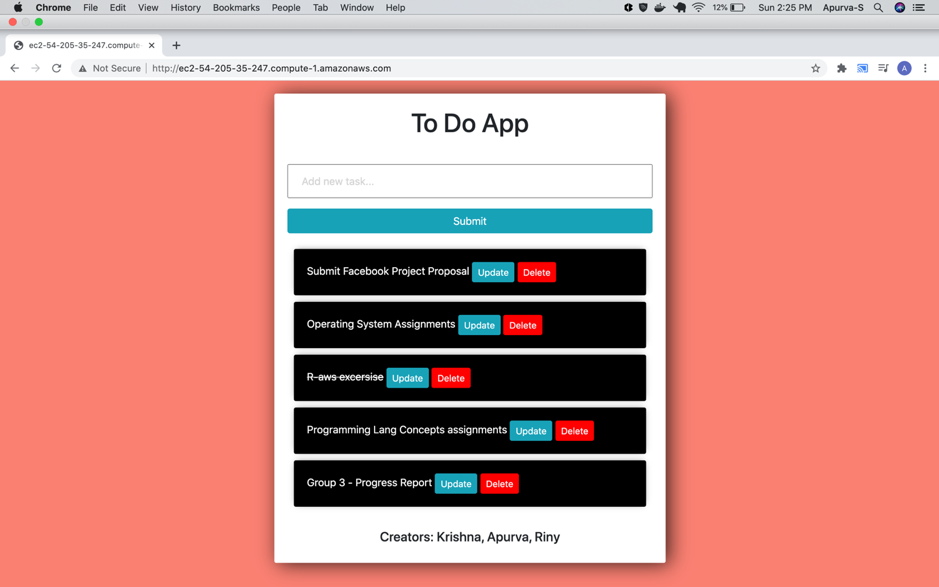 Chrome File Edit View History Bookmarks People Tab Window Help 12% Sun 2:25 PM Apurva-S
ec2-54-205-35-247.compute
Not Secure http://ec2-54-205-35-247.compute-1.amazonaws.com A
To Do App
Add new task...
Submit
Submit Facebook Project Proposal Update Delete
Operating System Assignments Update Delete
R-aws excersise Update Delete
Programming Lang Concepts assignments Update Delete
Group 3 - Progress Report Update Delete
Creators: Krishna, Apurva, Riny